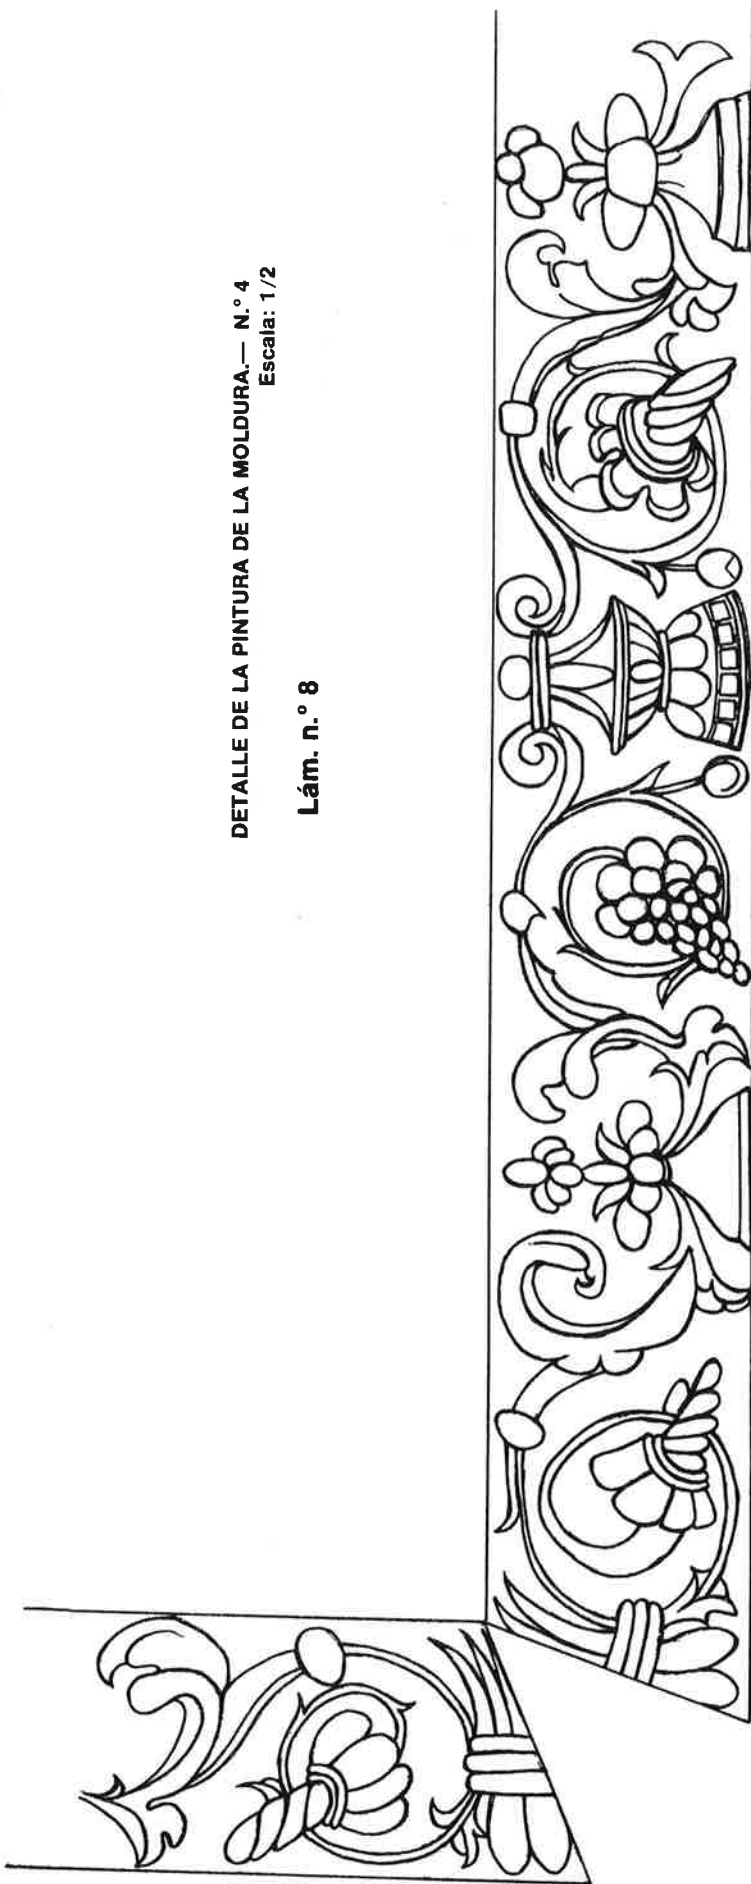 DETALLE DE LA PINTURA DE LA MOLDURA.— N.º 4
Escala: 1/2
Lám. n.º 8